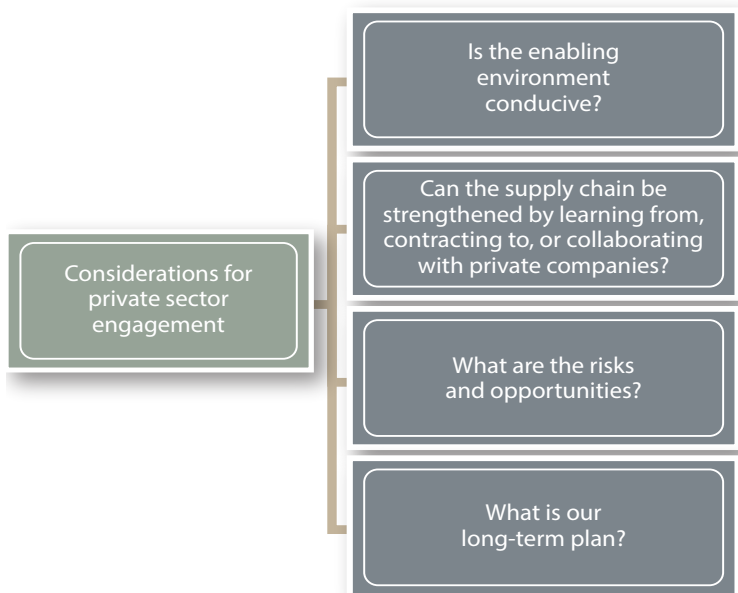 Considerations for
private sector
engagement
Is the enabling
environment
conducive?
Can the supply chain be
strengthened by learning from,
contracting to, or collaborating
with private companies?
What are the risks
and opportunities?
What is our
long-term plan?